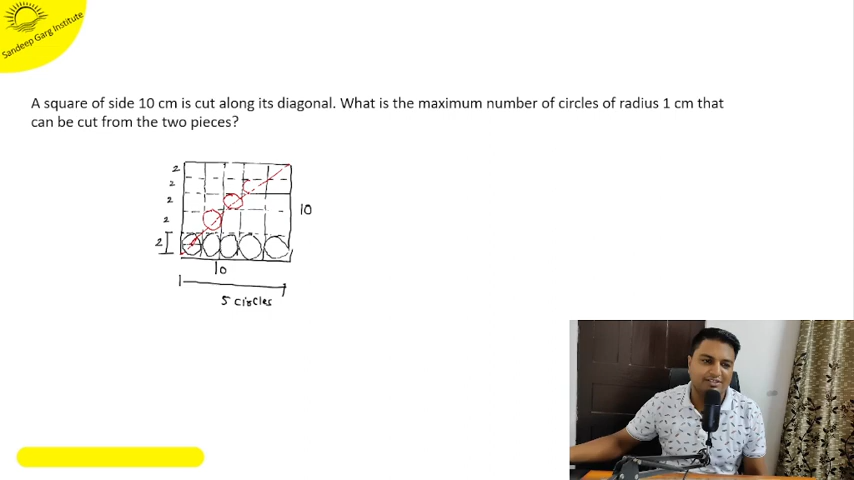 Sandeep Garg Institute
A square of side 10 cm is cut along its diagonal. What is the maximum number of circles of radius 1 cm that
can be cut from the two pieces?
2
2
2
2
2
10
10
5 circles